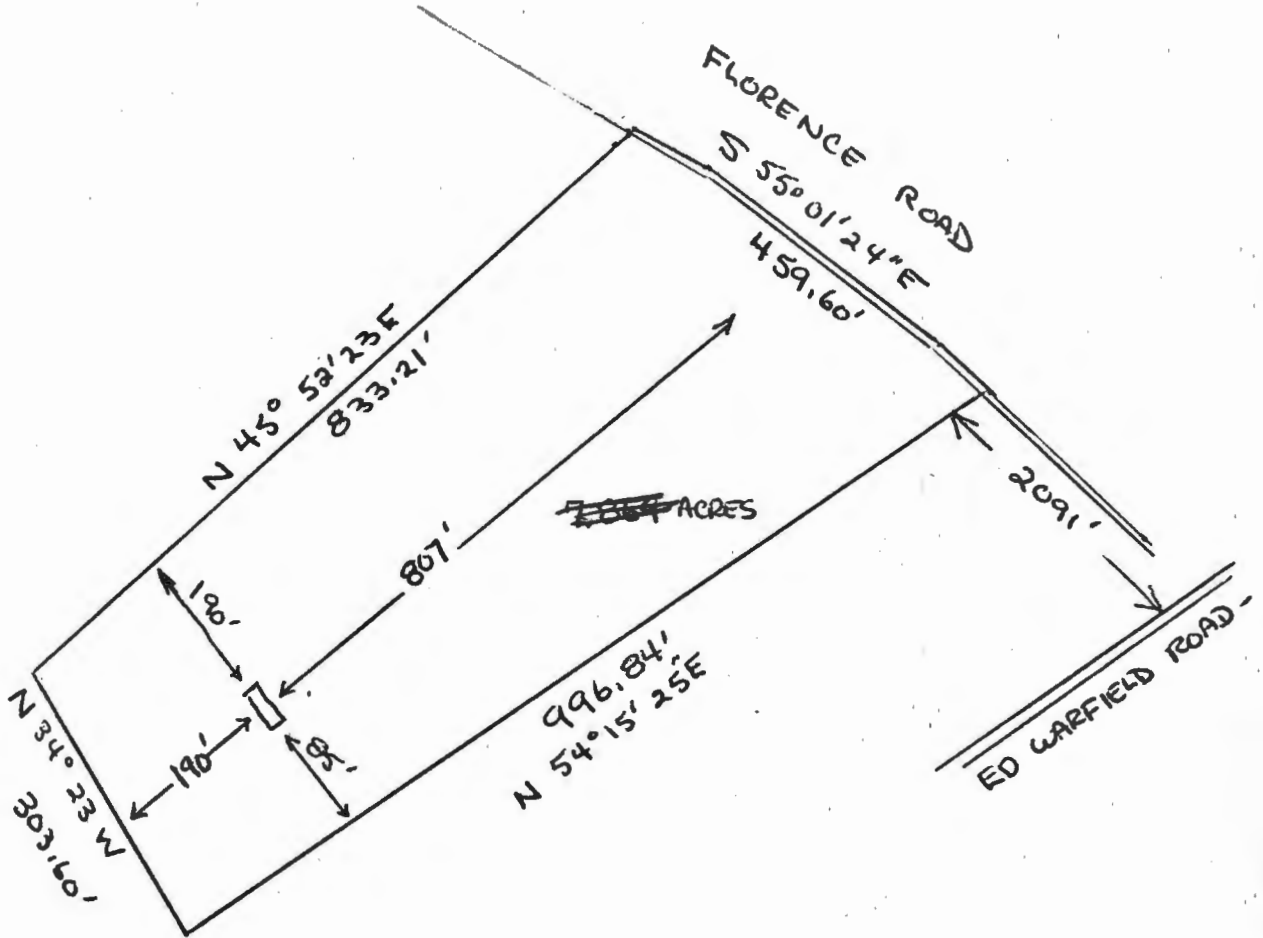 FLORENCE ROAD
S 55° 01' 24" E
459.60'
N 45° 52' 23 E
833.21'
807'
ACRES
2091'
190'
190'
85'
996.84'
N 54° 15' 25 E
ED WARFIELD ROAD-
N 34° 23 W
303.60'